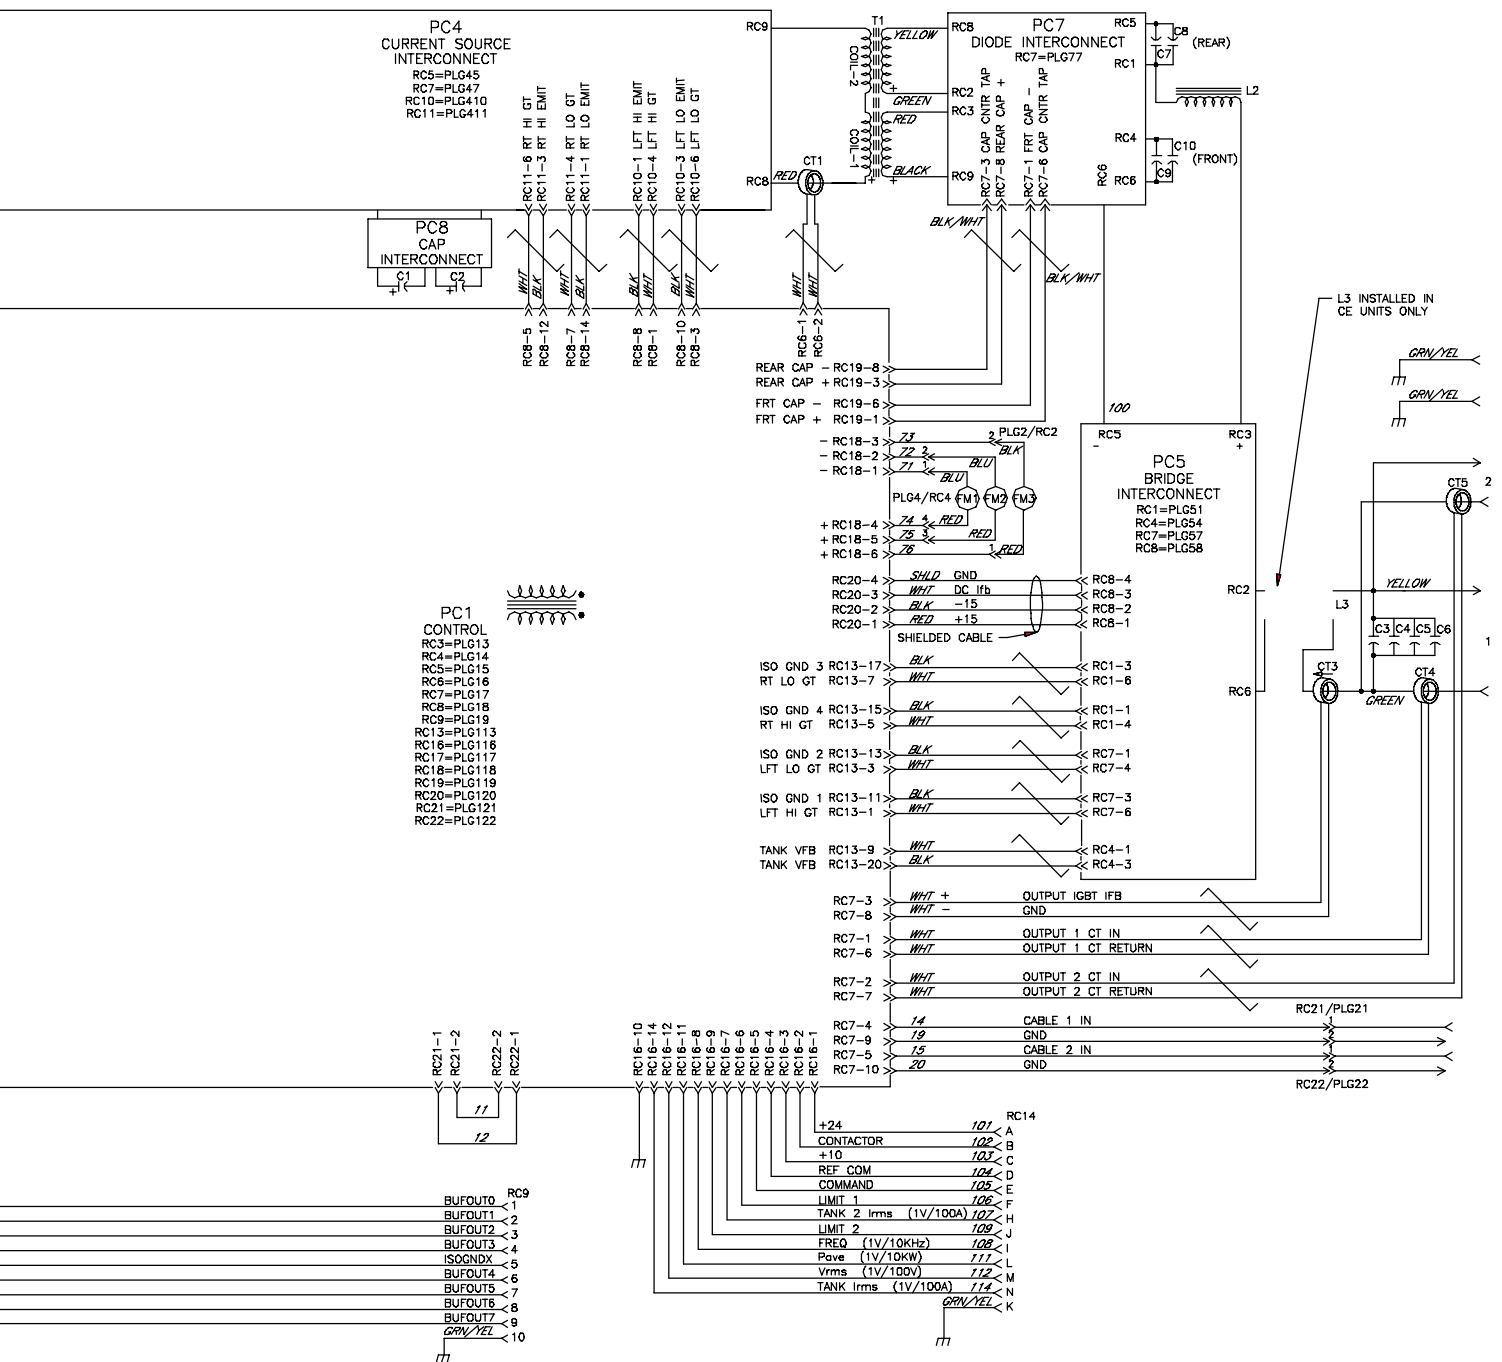 PC4
CURRENT SOURCE
INTERCONNECT
RC5=PLG45
RC7=PLG47
RC10=PLG410
RC11=PLG411
RC11-6 RT HI GT
RC11-3 RT HI EMIT
RC11-4 RT LO GT
RC11-1 RT LO EMIT
RC10-1 LFT HI EMIT
RC10-4 LFT HI GT
RC10-3 LFT LO EMIT
RC10-6 LFT LO GT
RC9
RC8
RED
CT1
T1
COIL-2
COIL-1
+
YELLOW
+
GREEN
RED
BLACK
+
PC7
DIODE INTERCONNECT
RC7=PLG77
RC8
RC2
RC3
RC9
RC7-3 CAP CNTR TAP
RC7-8 REAR CAP +
RC7-1 FRT CAP -
RC7-6 CAP CNTR TAP
RC5
RC1
RC4
RC6
RC6
C8
C7
(REAR)
L2
C10
C9
(FRONT)
PC8
CAP
INTERCONNECT
C1
+
C2
+
WHT
BLK
WHT
BLK
BLK
WHT
BLK
WHT
WHT
WHT
BLK/WHT
BLK/WHT
RC8-5
RC8-12
RC8-7
RC8-14
RC8-8
RC8-1
RC8-10
RC8-3
RC6-1
RC6-2
L3 INSTALLED IN
CE UNITS ONLY
GRN/YEL
GRN/YEL
REAR CAP - RC19-8
REAR CAP + RC19-3
FRT CAP - RC19-6
FRT CAP + RC19-1
100
- RC18-3 73 2 PLG2/RC2
BLK
- RC18-2 72 2
BLU
- RC18-1 71 1
BLU
PLG4/RC4 FM1 FM2 FM3
+ RC18-4 74 4 RED
+ RC18-5 75 3 RED
+ RC18-6 76 1 RED
RC5
-
RC3
+
PC5
BRIDGE
INTERCONNECT
RC1=PLG51
RC4=PLG54
RC7=PLG57
RC8=PLG58
RC20-4 SHLD GND RC8-4
RC20-3 WHT DC Ifb RC8-3
RC20-2 BLK -15 RC8-2
RC20-1 RED +15 RC8-1
SHIELDED CABLE
ISO GND 3 RC13-17 BLK RC1-3
RT LO GT RC13-7 WHT RC1-6
ISO GND 4 RC13-15 BLK RC1-1
RT HI GT RC13-5 WHT RC1-4
ISO GND 2 RC13-13 BLK RC7-1
LFT LO GT RC13-3 WHT RC7-4
ISO GND 1 RC13-11 BLK RC7-3
LFT HI GT RC13-1 WHT RC7-6
TANK VFB RC13-9 WHT RC4-1
TANK VFB RC13-20 BLK RC4-3
RC2
RC6
L3
CT3
YELLOW
C3 C4 C5 C6
GREEN
CT4
CT5
2
1
PC1
CONTROL
RC3=PLG13
RC4=PLG14
RC5=PLG15
RC6=PLG16
RC7=PLG17
RC8=PLG18
RC9=PLG19
RC13=PLG113
RC16=PLG116
RC17=PLG117
RC18=PLG118
RC19=PLG119
RC20=PLG120
RC21=PLG121
RC22=PLG122
RC7-3 WHT + OUTPUT IGBT IFB
RC7-8 WHT - GND
RC7-1 WHT OUTPUT 1 CT IN
RC7-6 WHT OUTPUT 1 CT RETURN
RC7-2 WHT OUTPUT 2 CT IN
RC7-7 WHT OUTPUT 2 CT RETURN
RC21/PLG21
RC7-4 14 CABLE 1 IN 1
RC7-9 19 GND 2
RC7-5 15 CABLE 2 IN 1
RC7-10 20 GND 2
RC22/PLG22
RC21-1
RC21-2
RC22-2
RC22-1
11
12
RC16-10
RC16-14
RC16-12
RC16-11
RC16-8
RC16-9
RC16-7
RC16-6
RC16-5
RC16-4
RC16-3
RC16-2
RC16-1
RC14
+24 101 A
CONTACTOR 102 B
+10 103 C
REF COM 104 D
COMMAND 105 E
LIMIT 1 106 F
TANK 2 Irms (1V/100A) 107 H
LIMIT 2 109 J
FREQ (1V/10KHz) 108 I
Pave (1V/10KW) 111 L
Vrms (1V/100V) 112 M
TANK Irms (1V/100A) 114 N
GRN/YEL K
RC9
BUFOUT0 1
BUFOUT1 2
BUFOUT2 3
BUFOUT3 4
ISOGNDX 5
BUFOUT4 6
BUFOUT5 7
BUFOUT6 8
BUFOUT7 9
GRN/YEL 10